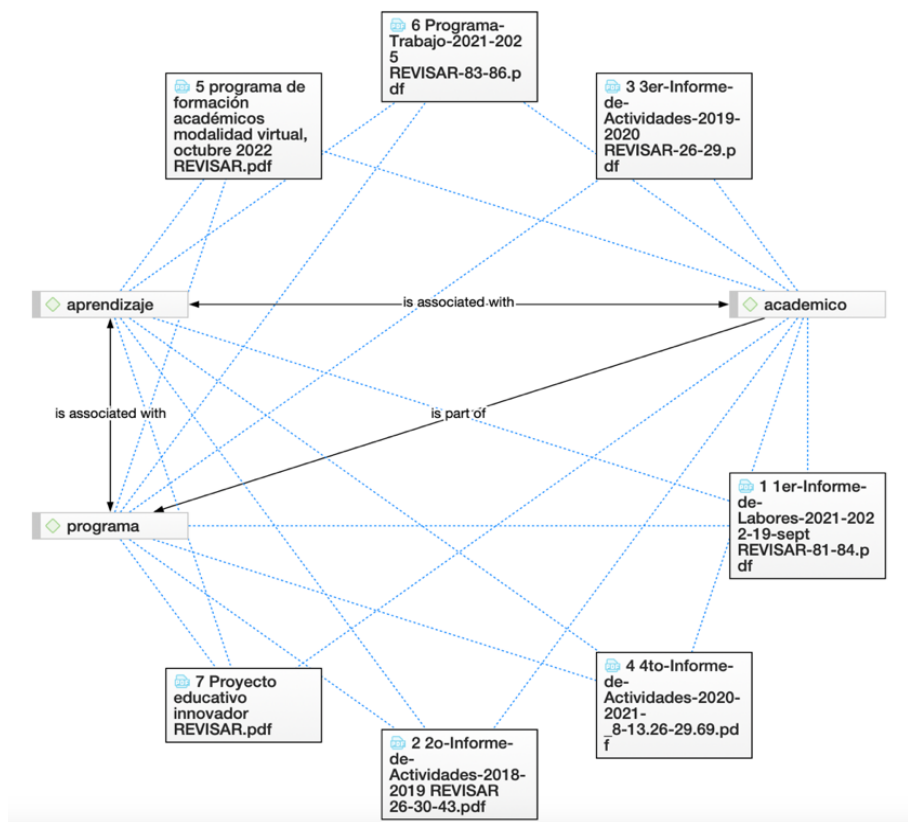 6 Programa-
Trabajo-2021-202
5
REVISAR-83-86.p
df
5 programa de
formación
académicos
modalidad virtual,
octubre 2022
REVISAR.pdf
3 3er-Informe-
de-
Actividades-2019-
2020
REVISAR-26-29.p
df
aprendizaje
is associated with
academico
is associated with
is part of
programa
1 1er-Informe-
de-
Labores-2021-202
2-19-sept
REVISAR-81-84.p
df
7 Proyecto
educativo
innovador
REVISAR.pdf
4 4to-Informe-
de-
Actividades-2020-
2021-
_8-13.26-29.69.pd
f
2 2o-Informe-
de-
Actividades-2018-
2019 REVISAR
26-30-43.pdf